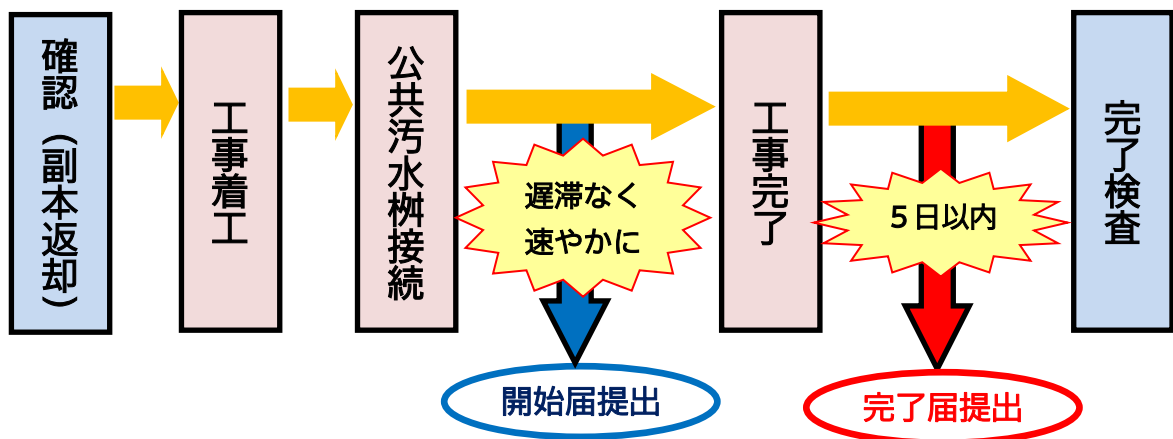 確認（副本返却）
工事着工
公共汚水桝接続
遅滞なく
速やかに
開始届提出
工事完了
５日以内
完了届提出
完了検査